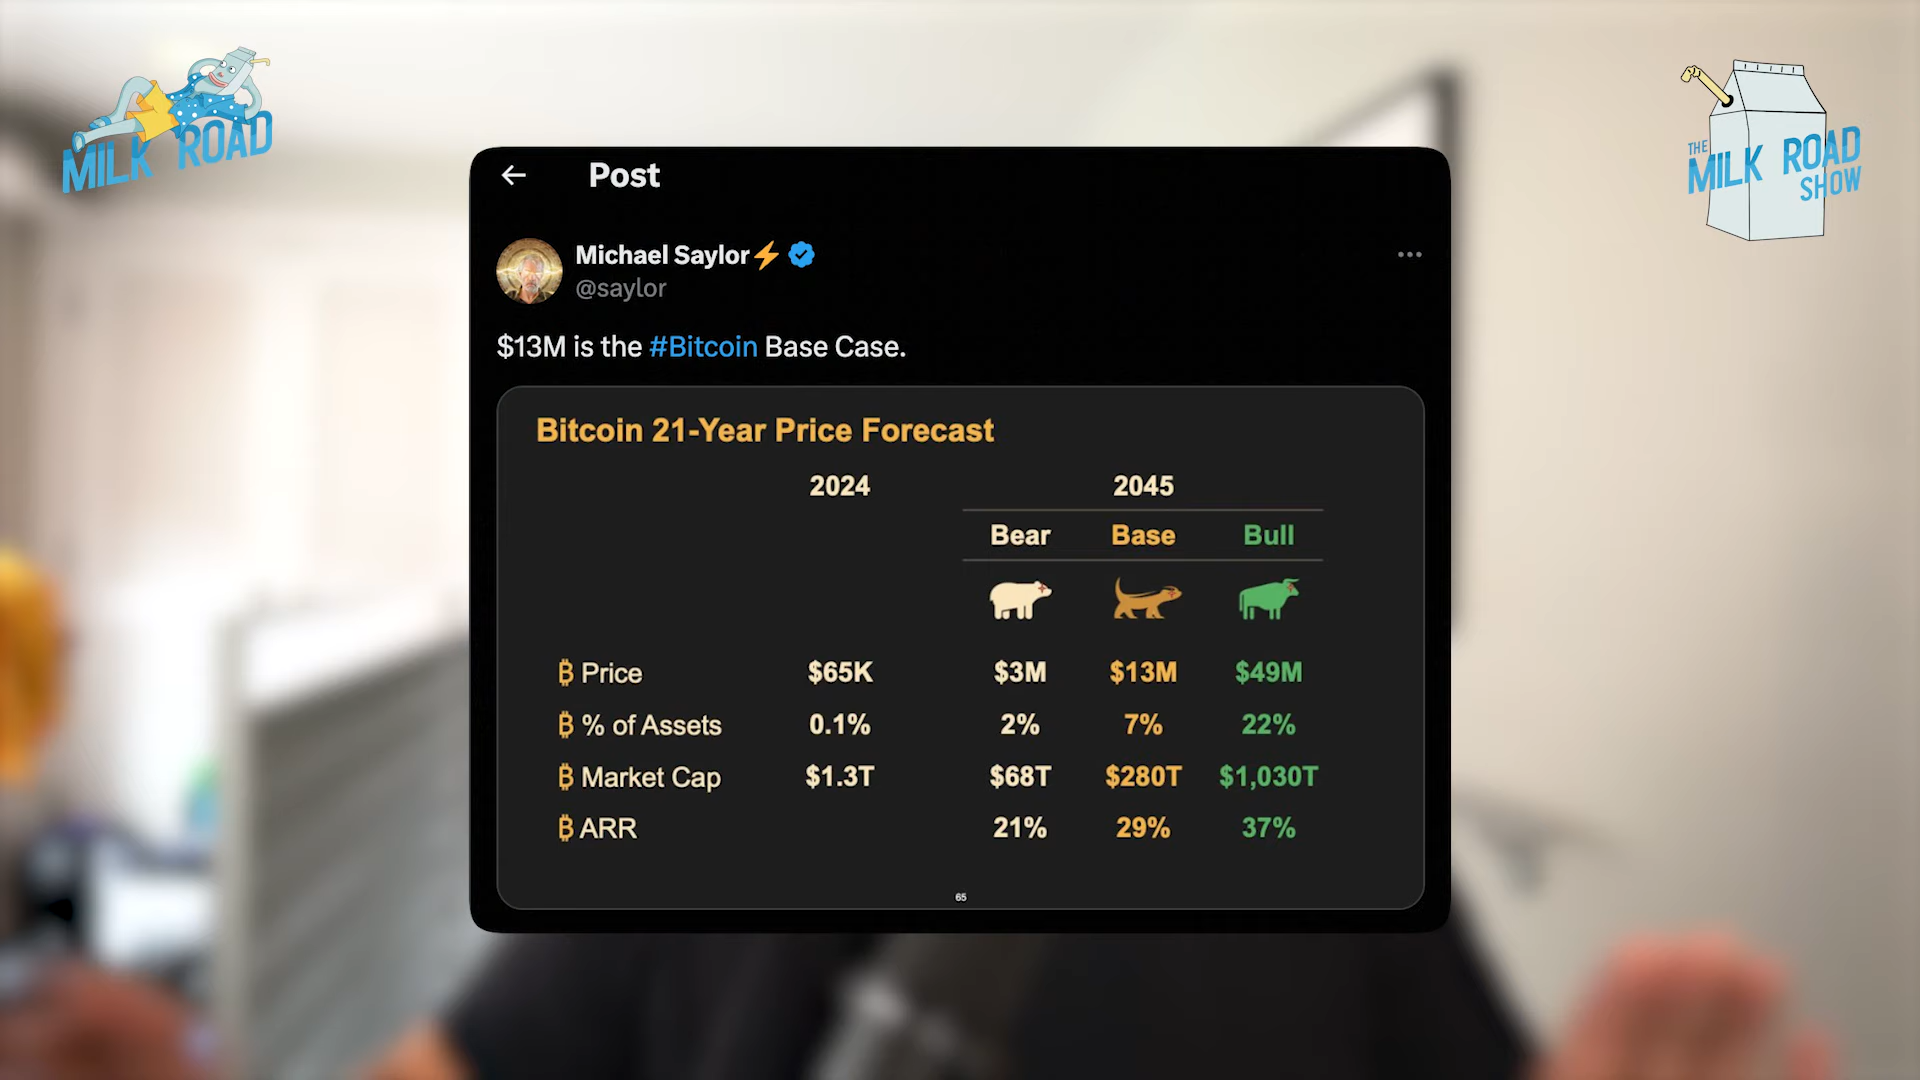 MILK ROAD
THE
MILK ROAD
SHOW
Post
Michael Saylor
@saylor
$13M is the #Bitcoin Base Case.
Bitcoin 21-Year Price Forecast
2024 2045
Bear Base Bull
₿ Price $65K $3M $13M $49M
₿ % of Assets 0.1% 2% 7% 22%
₿ Market Cap $1.3T $68T $280T $1,030T
₿ ARR 21% 29% 37%
65